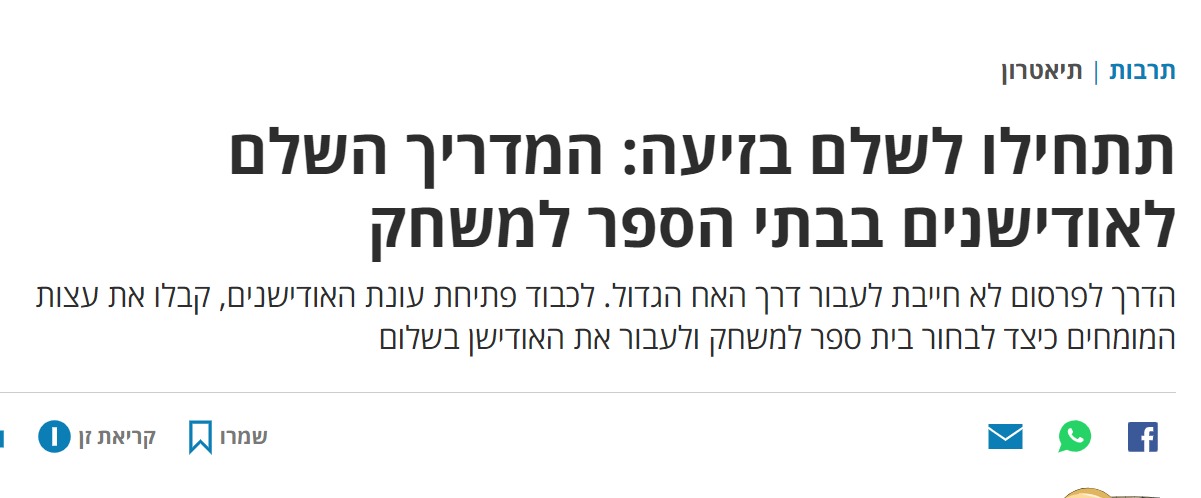 תרבות | תיאטרון
תתחילו לשלם בזיעה: המדריך השלם
לאודישנים בבתי הספר למשחק
הדרך לפרסום לא חייבת לעבור דרך האח הגדול. לכבוד פתיחת עונת האודישנים, קבלו את עצות
המומחים כיצד לבחור בית ספר למשחק ולעבור את האודישן בשלום
שמרו קריאת זן